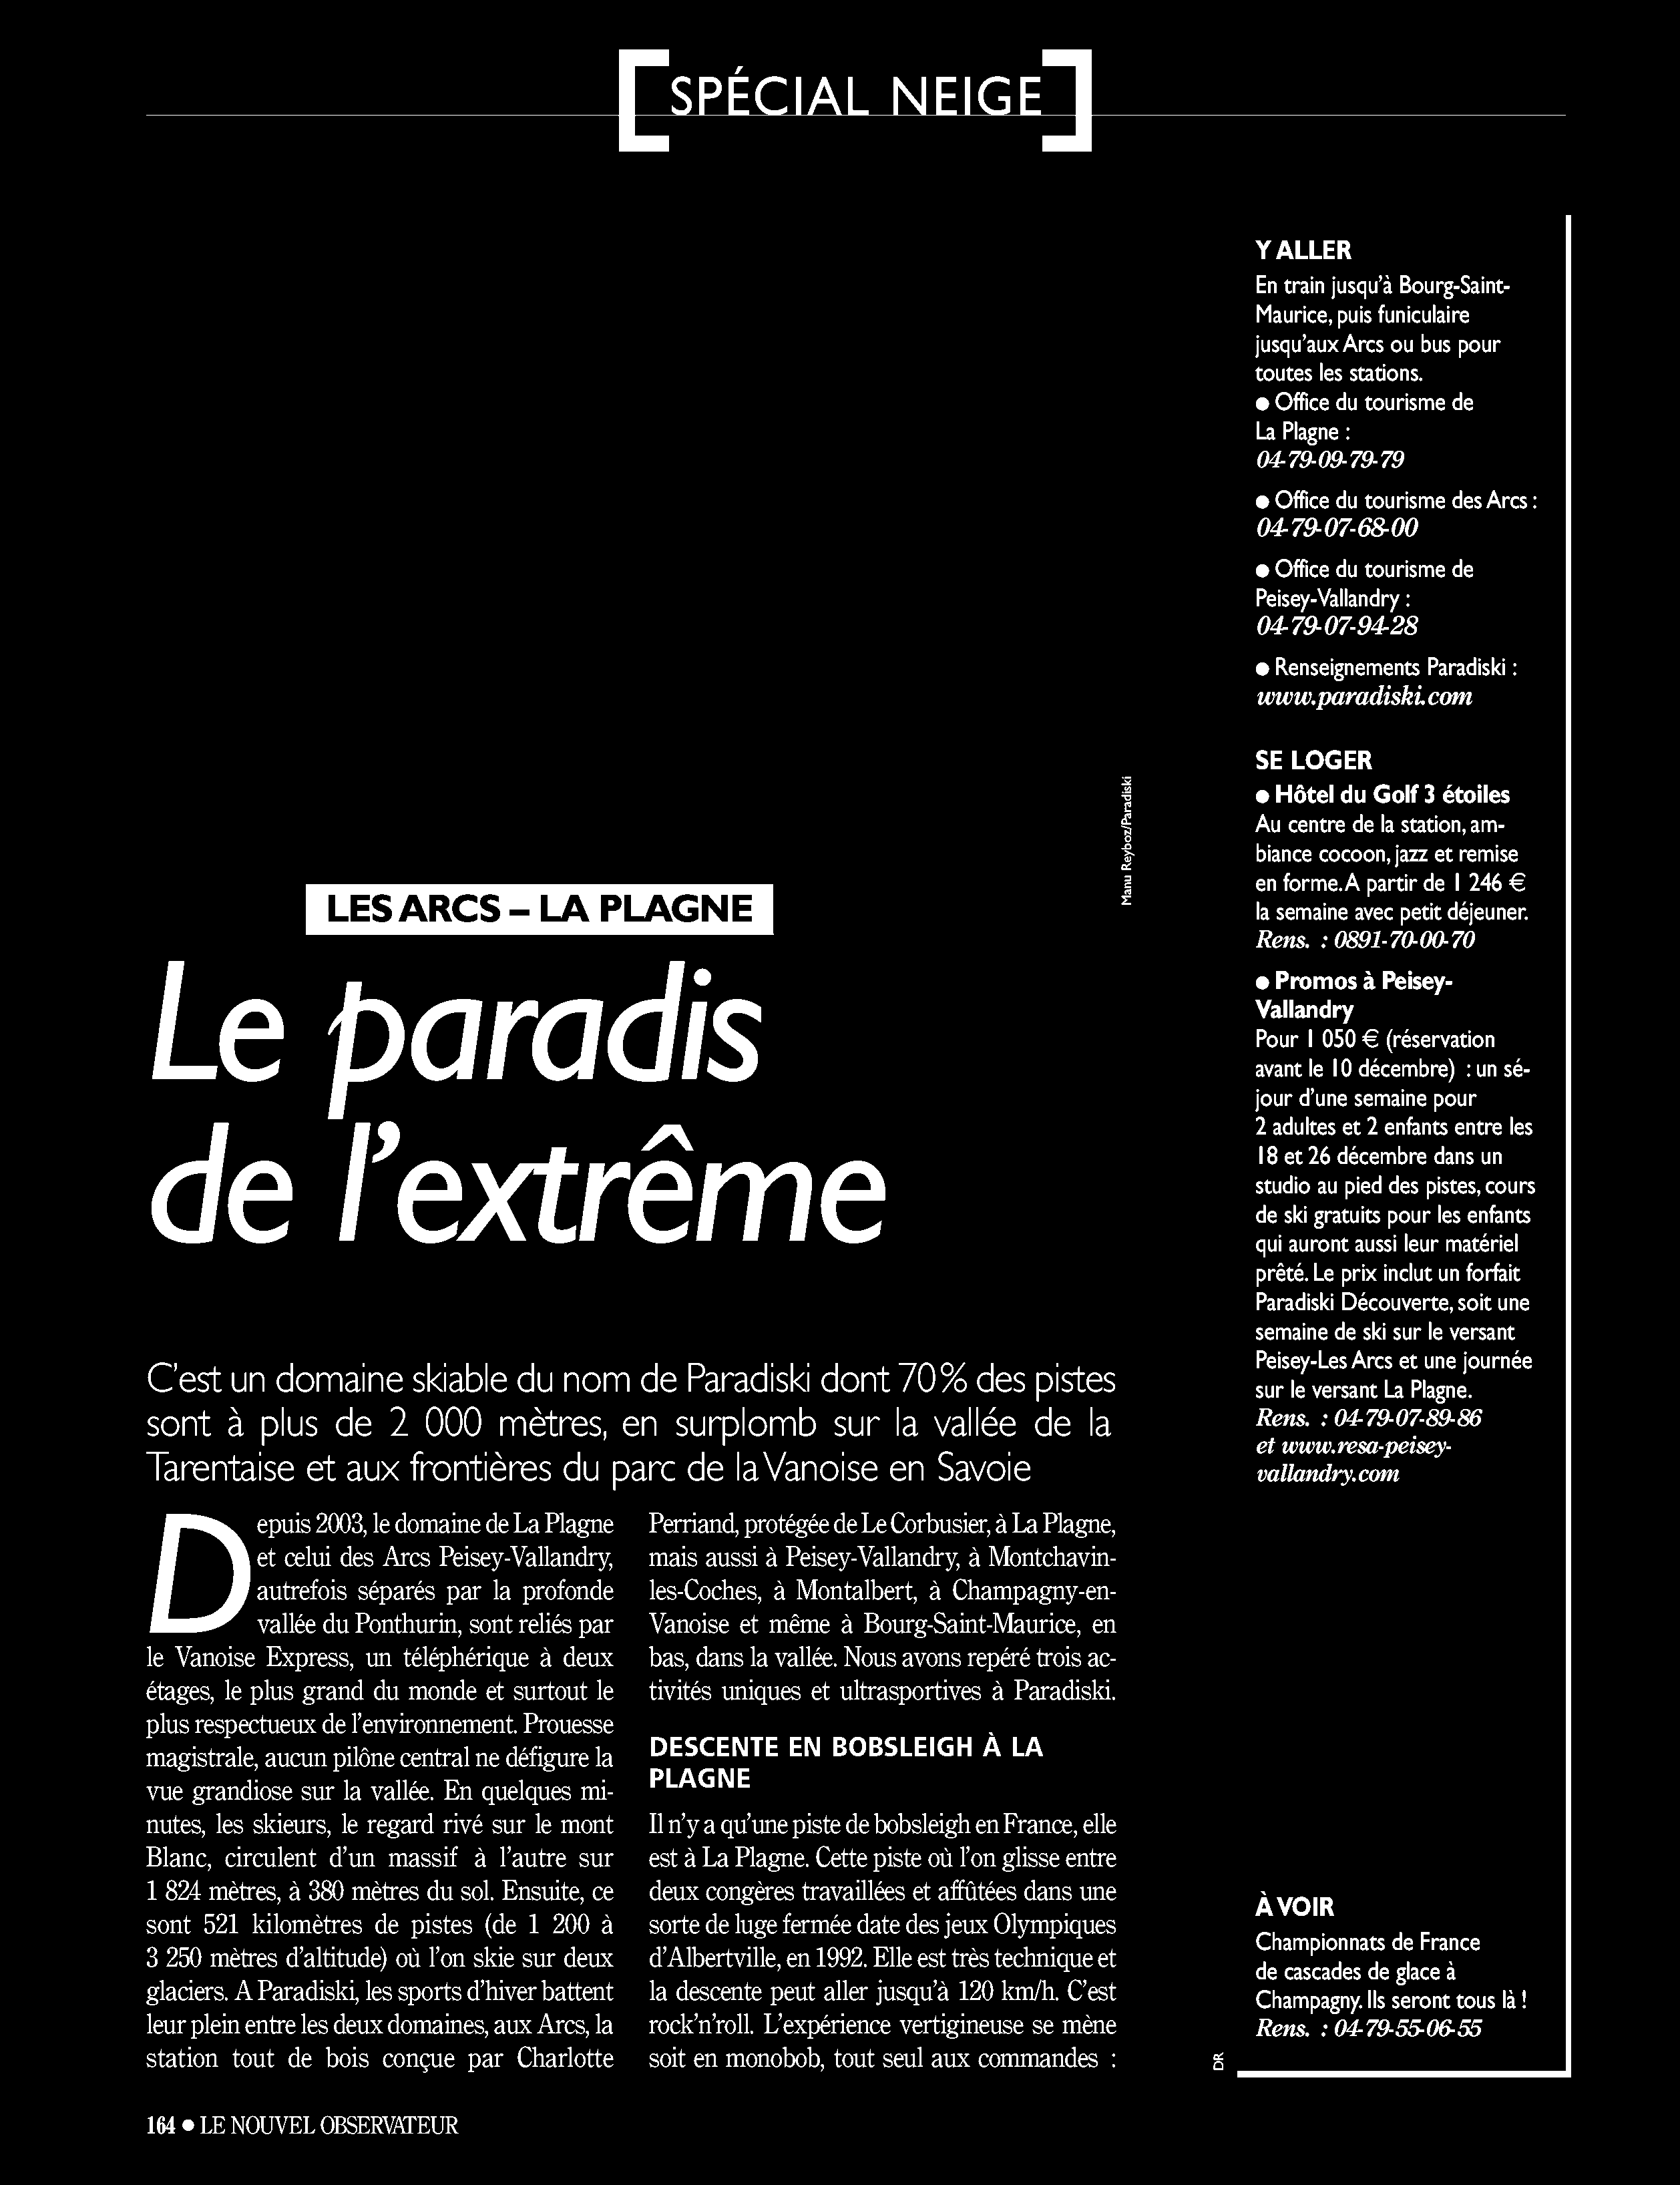 SPÉCIAL NEIGE
LES ARCS – LA PLAGNE
Le paradis
de l’extrême
C’est un domaine skiable du nom de Paradiski dont 70% des pistes
sont à plus de 2 000 mètres, en surplomb sur la vallée de la
Tarentaise et aux frontières du parc de la Vanoise en Savoie
Depuis 2003, le domaine de La Plagne
et celui des Arcs Peisey-Vallandry,
autrefois séparés par la profonde
vallée du Ponthurin, sont reliés par
le Vanoise Express, un téléphérique à deux
étages, le plus grand du monde et surtout le
plus respectueux de l’environnement. Prouesse
magistrale, aucun pilône central ne défigure la
vue grandiose sur la vallée. En quelques mi-
nutes, les skieurs, le regard rivé sur le mont
Blanc, circulent d’un massif à l’autre sur
1 824 mètres, à 380 mètres du sol. Ensuite, ce
sont 521 kilomètres de pistes (de 1 200 à
3 250 mètres d’altitude) où l’on skie sur deux
glaciers. A Paradiski, les sports d’hiver battent
leur plein entre les deux domaines, aux Arcs, la
station tout de bois conçue par Charlotte
Perriand, protégée de Le Corbusier, à La Plagne,
mais aussi à Peisey-Vallandry, à Montchavin-
les-Coches, à Montalbert, à Champagny-en-
Vanoise et même à Bourg-Saint-Maurice, en
bas, dans la vallée. Nous avons repéré trois ac-
tivités uniques et ultrasportives à Paradiski.
DESCENTE EN BOBSLEIGH À LA
PLAGNE
Il n’y a qu’une piste de bobsleigh en France, elle
est à La Plagne. Cette piste où l’on glisse entre
deux congères travaillées et affûtées dans une
sorte de luge fermée date des jeux Olympiques
d’Albertville, en 1992. Elle est très technique et
la descente peut aller jusqu’à 120 km/h. C’est
rock’n’roll. L’expérience vertigineuse se mène
soit en monobob, tout seul aux commandes :
Manu Reyboz/Paradiski
Y ALLER
En train jusqu’à Bourg-Saint-
Maurice, puis funiculaire
jusqu’aux Arcs ou bus pour
toutes les stations.
● Office du tourisme de
La Plagne :
04-79-09-79-79
● Office du tourisme des Arcs :
04-79-07-68-00
● Office du tourisme de
Peisey-Vallandry :
04-79-07-94-28
● Renseignements Paradiski :
www.paradiski.com
SE LOGER
● Hôtel du Golf 3 étoiles
Au centre de la station, am-
biance cocoon, jazz et remise
en forme. A partir de 1 246 €
la semaine avec petit déjeuner.
Rens. : 0891-70-00-70
● Promos à Peisey-
Vallandry
Pour 1 050 € (réservation
avant le 10 décembre) : un sé-
jour d’une semaine pour
2 adultes et 2 enfants entre les
18 et 26 décembre dans un
studio au pied des pistes, cours
de ski gratuits pour les enfants
qui auront aussi leur matériel
prêté. Le prix inclut un forfait
Paradiski Découverte, soit une
semaine de ski sur le versant
Peisey-Les Arcs et une journée
sur le versant La Plagne.
Rens. : 04-79-07-89-86
et www.resa-peisey-
vallandry.com
À VOIR
Championnats de France
de cascades de glace à
Champagny. Ils seront tous là !
Rens. : 04-79-55-06-55
DR
164 ● LE NOUVEL OBSERVATEUR